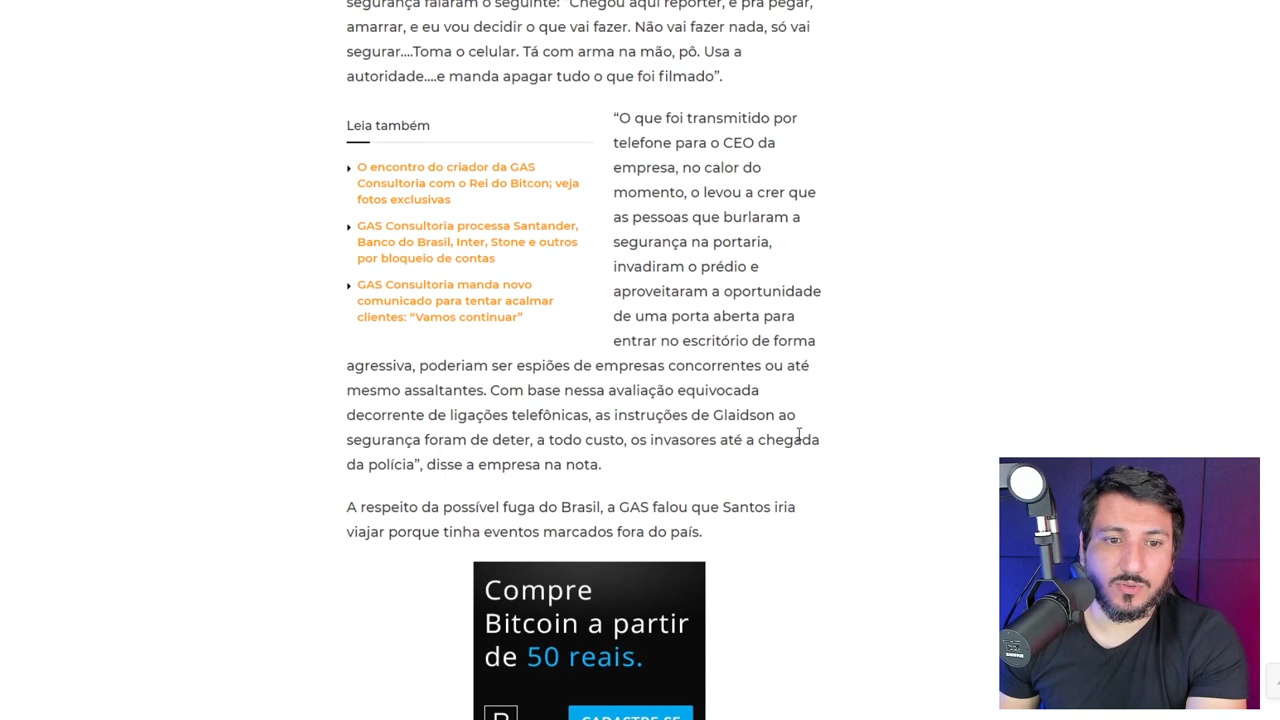 segurança falaram o seguinte: “Chegou aqui repórter, é pra pegar,
amarrar, e eu vou decidir o que vai fazer. Não vai fazer nada, só vai
segurar....Toma o celular. Tá com arma na mão, pô. Usa a
autoridade....e manda apagar tudo o que foi filmado”.
Leia também
O encontro do criador da GAS
Consultoria com o Rei do Bitcon; veja
fotos exclusivas
GAS Consultoria processa Santander,
Banco do Brasil, Inter, Stone e outros
por bloqueio de contas
GAS Consultoria manda novo
comunicado para tentar acalmar
clientes: “Vamos continuar”
“O que foi transmitido por
telefone para o CEO da
empresa, no calor do
momento, o levou a crer que
as pessoas que burlaram a
segurança na portaria,
invadiram o prédio e
aproveitaram a oportunidade
de uma porta aberta para
entrar no escritório de forma
agressiva, poderiam ser espiões de empresas concorrentes ou até
mesmo assaltantes. Com base nessa avaliação equivocada
decorrente de ligações telefônicas, as instruções de Glaidson ao
segurança foram de deter, a todo custo, os invasores até a chegada
da polícia”, disse a empresa na nota.
A respeito da possível fuga do Brasil, a GAS falou que Santos iria
viajar porque tinha eventos marcados fora do país.
Compre
Bitcoin a partir
de 50 reais.
CADASTRE-SE